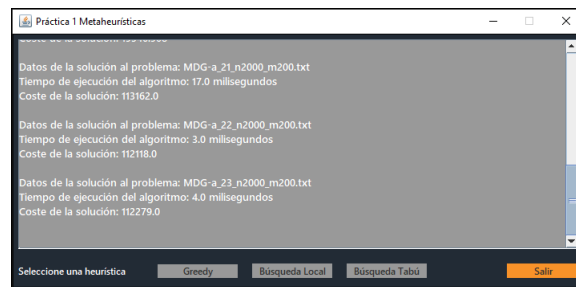 Práctica 1 Metaheurísticas
Datos de la solución al problema: MDG-a_21_n2000_m200.txt
Tiempo de ejecución del algoritmo: 17.0 milisegundos
Coste de la solución: 113162.0
Datos de la solución al problema: MDG-a_22_n2000_m200.txt
Tiempo de ejecución del algoritmo: 3.0 milisegundos
Coste de la solución: 112118.0
Datos de la solución al problema: MDG-a_23_n2000_m200.txt
Tiempo de ejecución del algoritmo: 4.0 milisegundos
Coste de la solución: 112279.0
Seleccione una heurística
Greedy
Búsqueda Local
Búsqueda Tabú
Salir